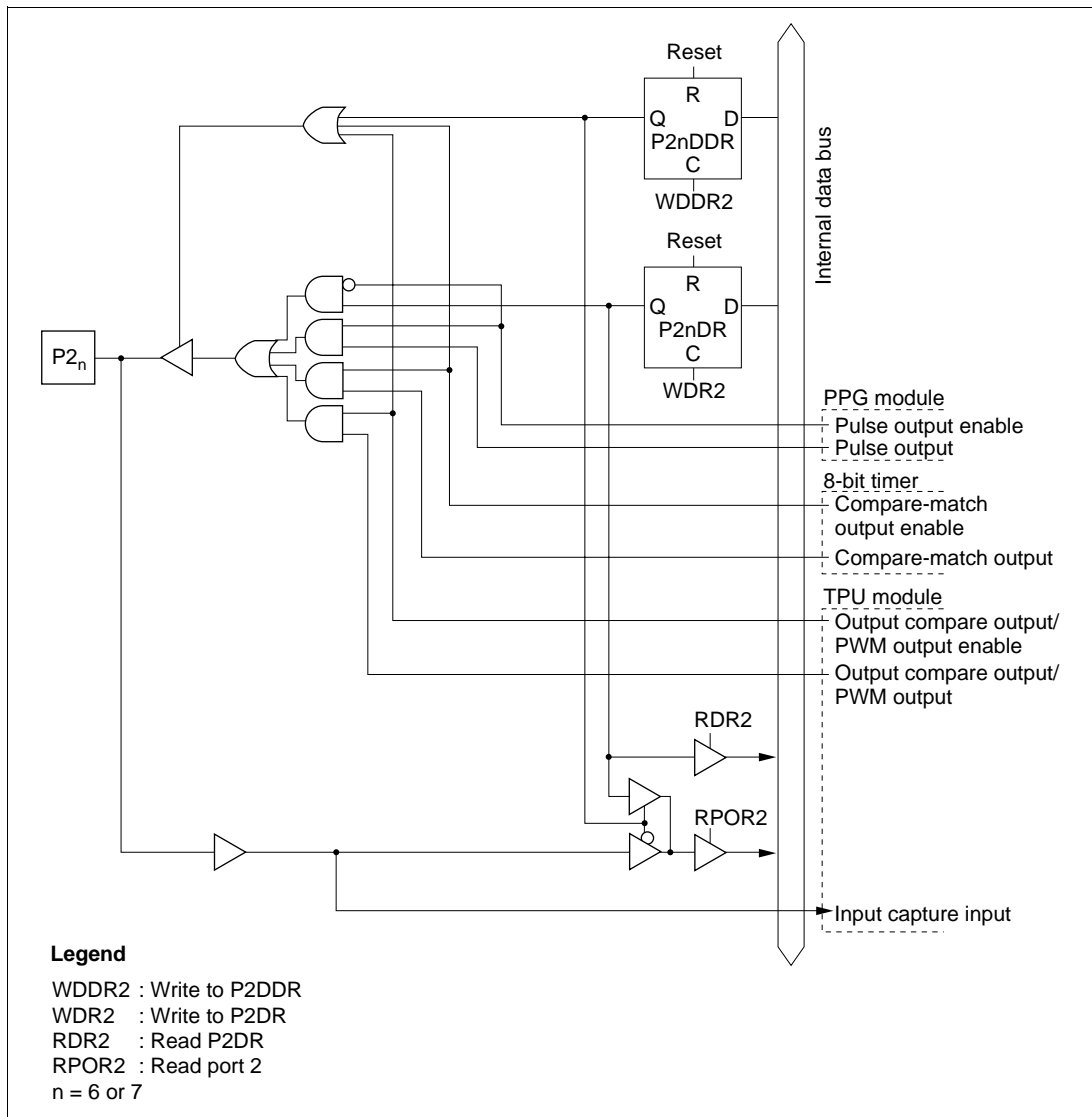 Reset
R
Q D
P2nDDR
C
WDDR2
Reset
R
Q D
P2nDR
C
WDR2
Internal data bus
P2n
PPG module
Pulse output enable
Pulse output
8-bit timer
Compare-match
output enable
Compare-match output
TPU module
Output compare output/
PWM output enable
Output compare output/
PWM output
RDR2
RPOR2
Input capture input
Legend
WDDR2 : Write to P2DDR
WDR2 : Write to P2DR
RDR2 : Read P2DR
RPOR2 : Read port 2
n = 6 or 7